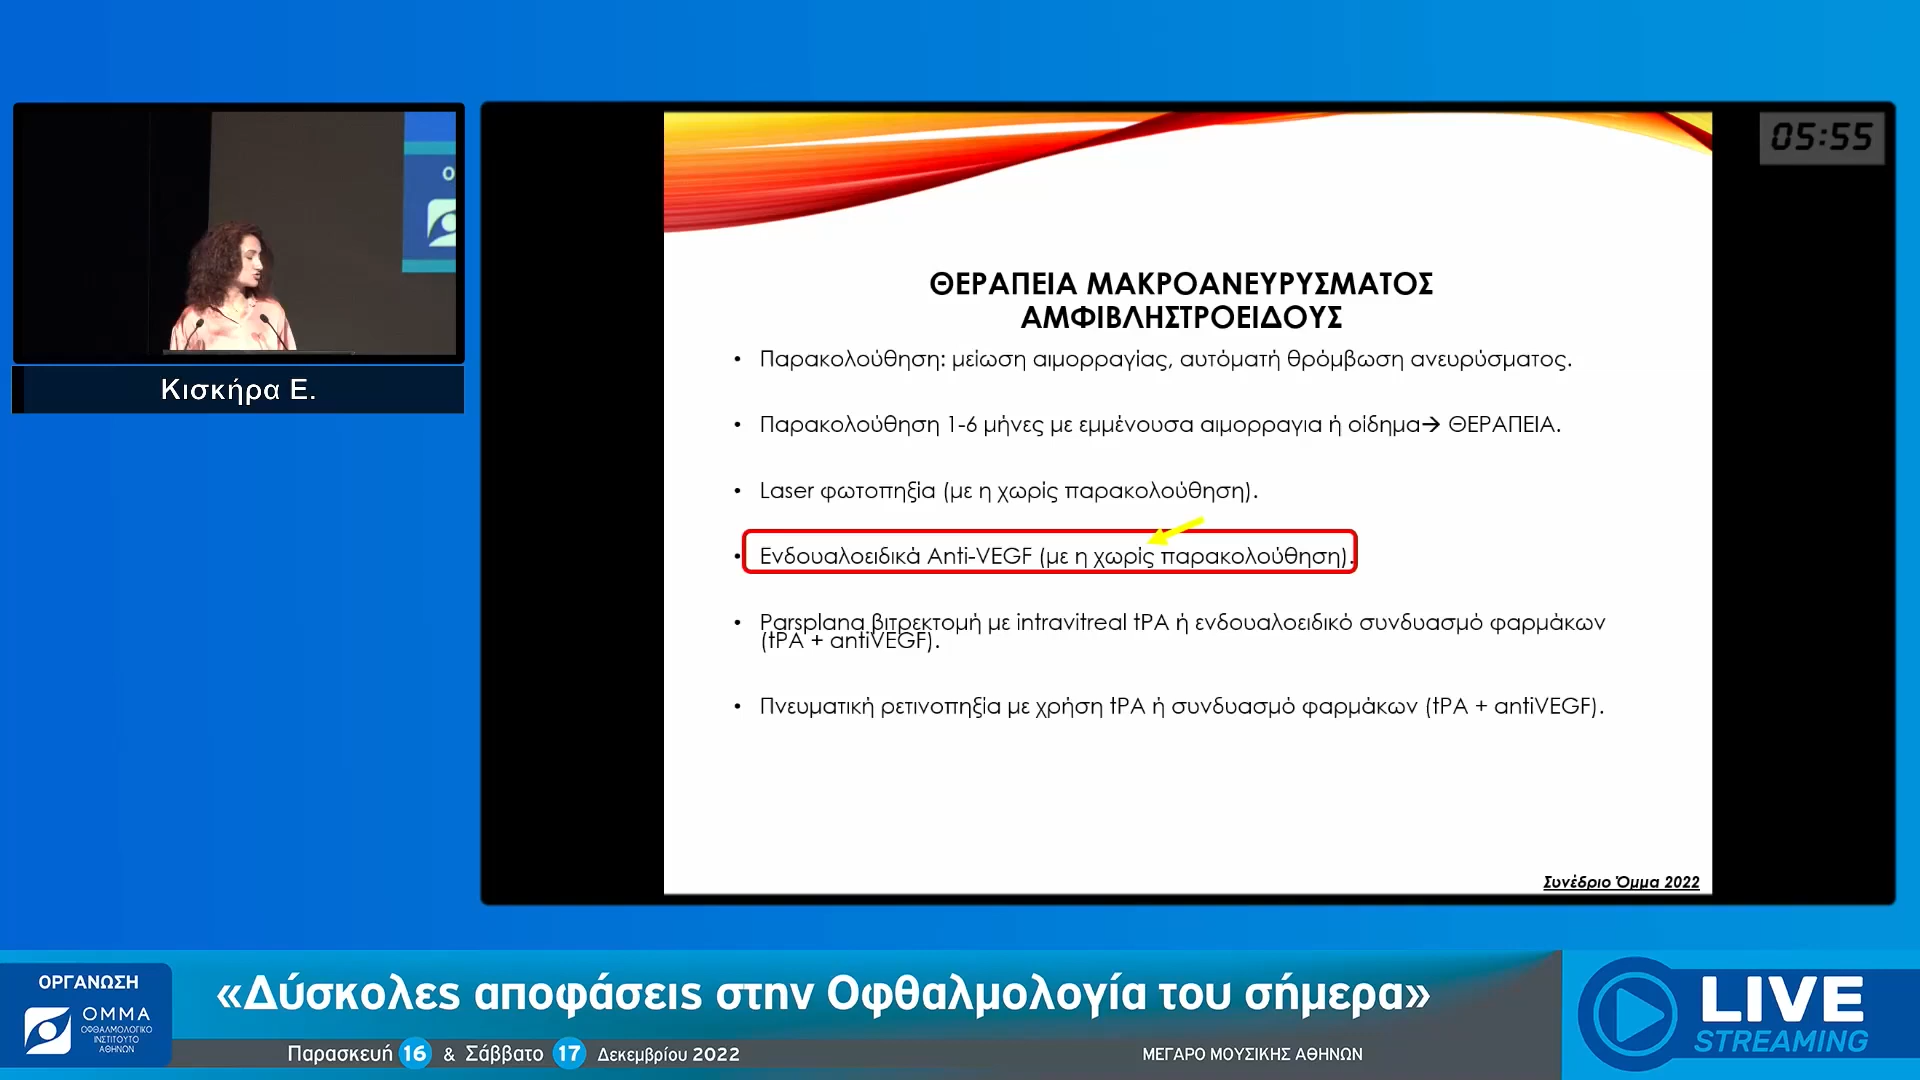 05:55
Ο
Κισκήρα Ε.
ΘΕΡΑΠΕΙΑ ΜΑΚΡΟΑΝΕΥΡΥΣΜΑΤΟΣ
ΑΜΦΙΒΛΗΣΤΡΟΕΙΔΟΥΣ
• Παρακολούθηση: μείωση αιμορραγίας, αυτόματή θρόμβωση ανευρύσματος.
• Παρακολούθηση 1-6 μήνες με εμμένουσα αιμορραγια ή οίδημα→ ΘΕΡΑΠΕΙΑ.
• Laser φωτοπηξία (με η χωρίς παρακολούθηση).
• Ενδουαλοειδικά Anti-VEGF (με η χωρίς παρακολούθηση).
• Parsplana βιτρεκτομή με intravitreal tPA ή ενδουαλοειδικό συνδυασμό φαρμάκων
(tPA + antiVEGF).
• Πνευματική ρετινοπηξία με χρήση tPA ή συνδυασμό φαρμάκων (tPA + antiVEGF).
Συνέδριο Όμμα 2022
ΟΡΓΑΝΩΣΗ
ΟΜΜΑ
ΟΦΘΑΛΜΟΛΟΓΙΚΟ
ΙΝΣΤΙΤΟΥΤΟ
ΑΘΗΝΩΝ
«Δύσκολες αποφάσεις στην Οφθαλμολογία του σήμερα»
Παρασκευή 16 & Σάββατο 17 Δεκεμβρίου 2022
ΜΕΓΑΡΟ ΜΟΥΣΙΚΗΣ ΑΘΗΝΩΝ
LIVE
STREAMING